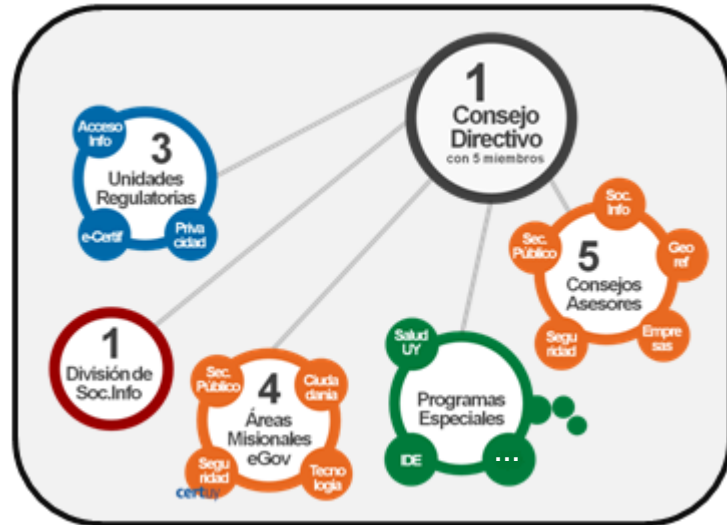 1
Consejo
Directivo
con 5 miembros
Acceso
Info
3
Unidades
Regulatorias
e-Certif
Priva
cidad
Soc.
Info
Sec.
Público
Geo
ref
5
Consejos
Asesores
Segu
ridad
Empre
sas
1
División de
Soc.Info
Sec.
Público
Ciuda
dania
4
Áreas
Misionales
eGov
Segu
ridad
Tecno
logia
certuy
Salud
UY
Programas
Especiales
IDE
...